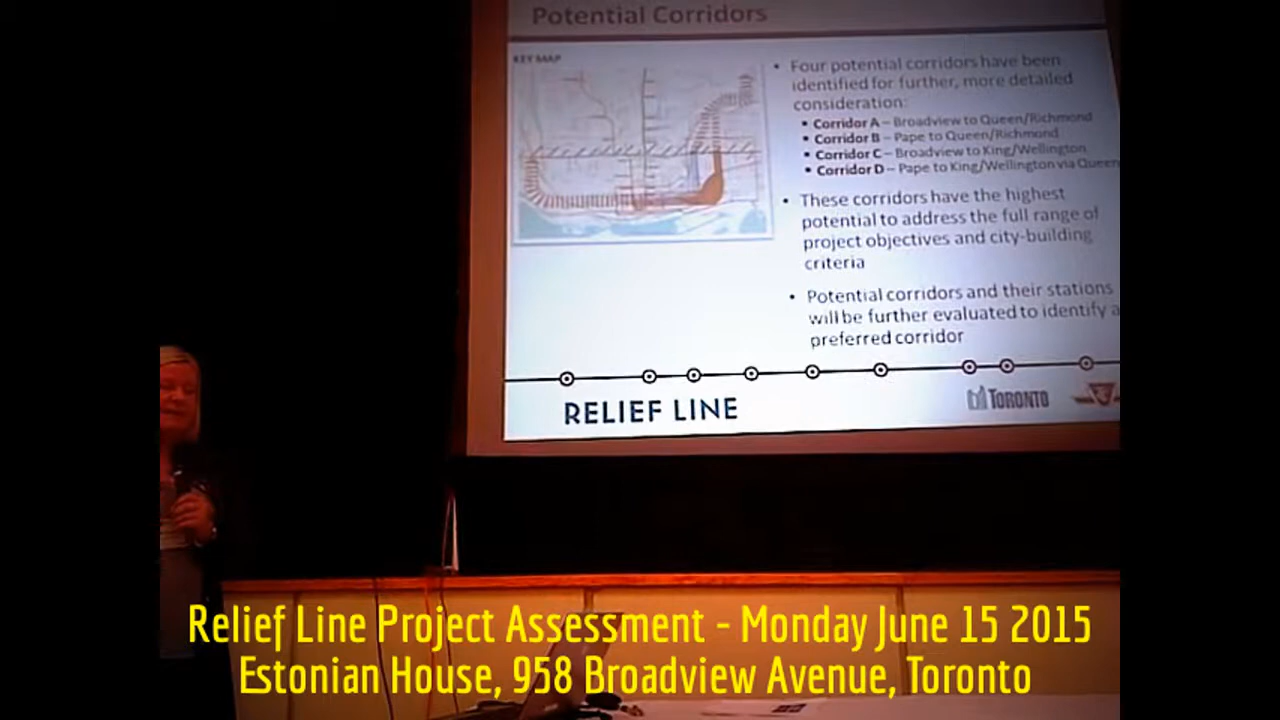 Potential Corridors
KEY MAP
• Four potential corridors have been
identified for further, more detailed
consideration:
• Corridor A – Broadview to Queen/Richmond
• Corridor B – Pape to Queen/Richmond
• Corridor C – Broadview to King/Wellington
• Corridor D – Pape to King/Wellington via Queen
• These corridors have the highest
potential to address the full range of
project objectives and city-building
criteria
• Potential corridors and their stations
will be further evaluated to identify a
preferred corridor
RELIEF LINE
TORONTO
Relief Line Project Assessment - Monday June 15 2015
Estonian House, 958 Broadview Avenue, Toronto